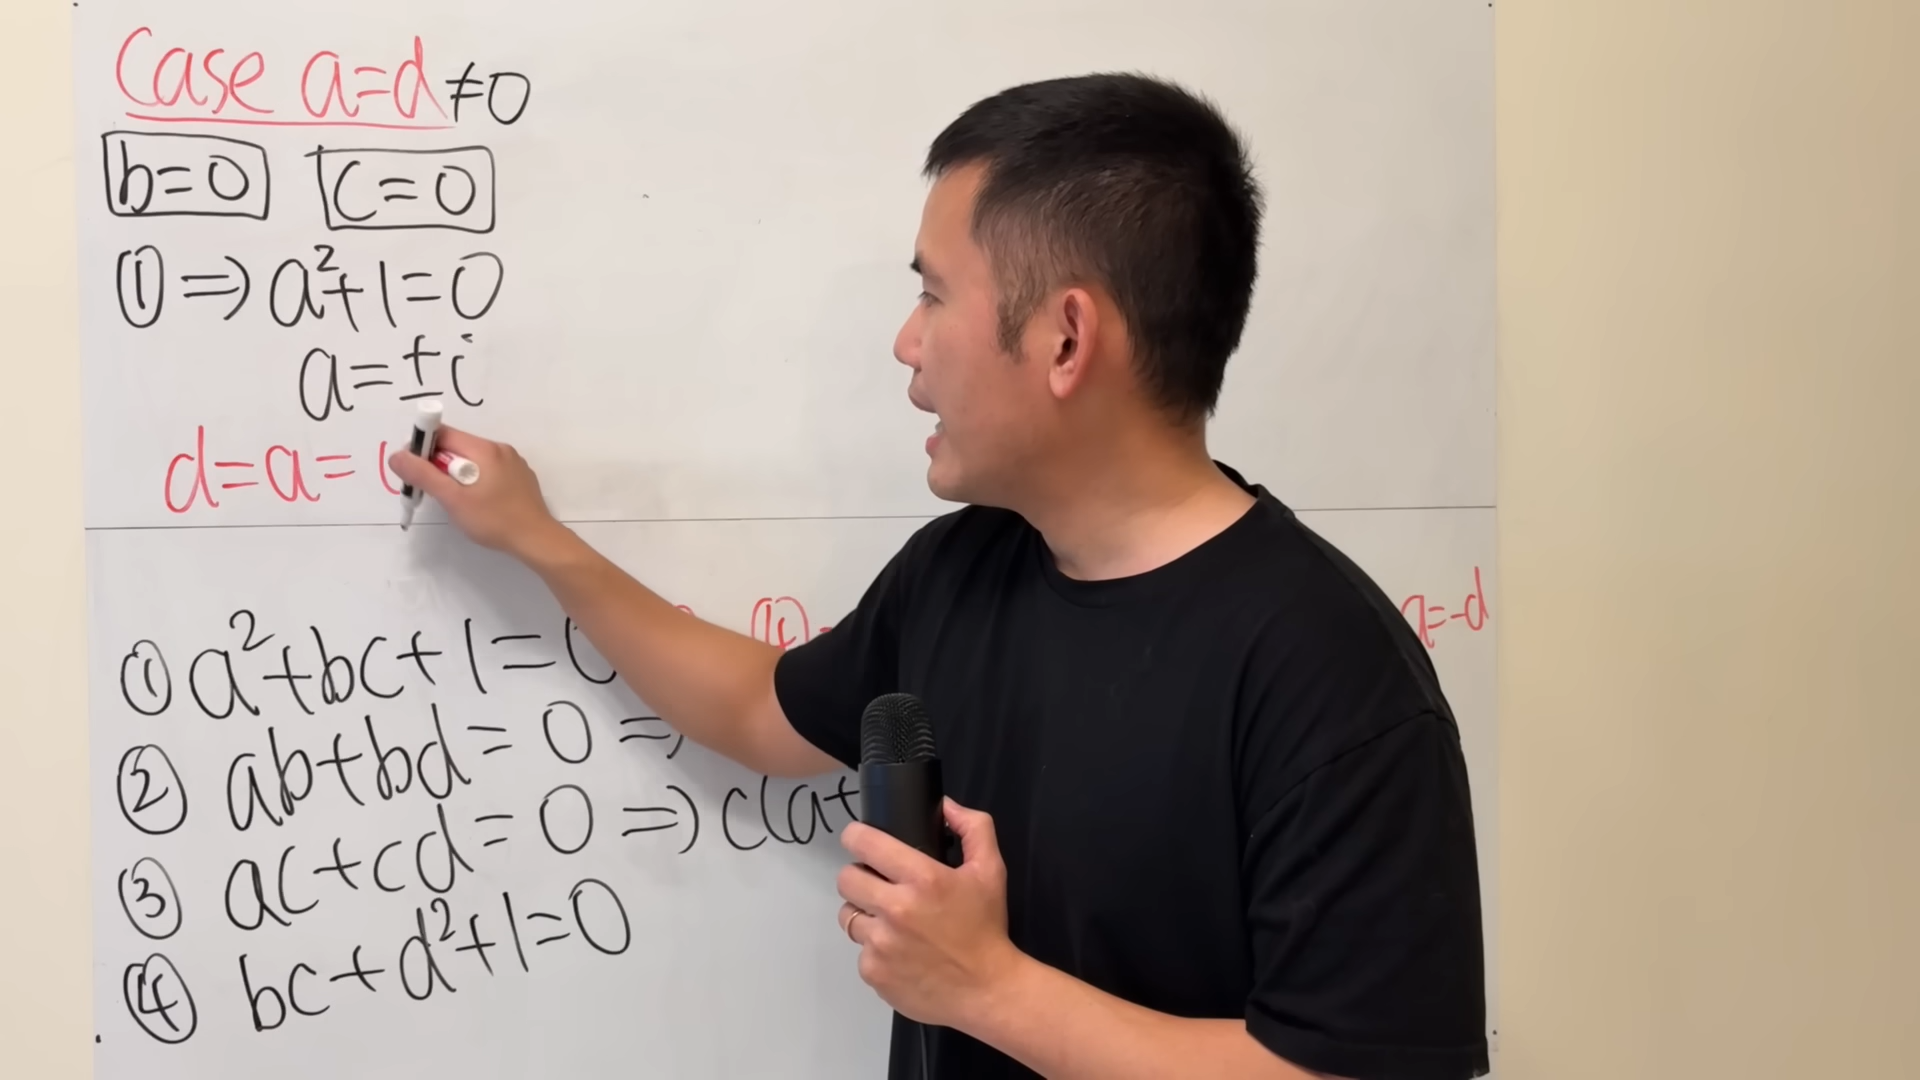 Case a=d≠0
b=0 c=0
① ⇒ a²+1=0
a=±i
d=a=
④ a=-d
① a²+bc+1=0
② ab+bd=0 ⇒
③ ac+cd=0 ⇒ c(a+
④ bc+d²+1=0